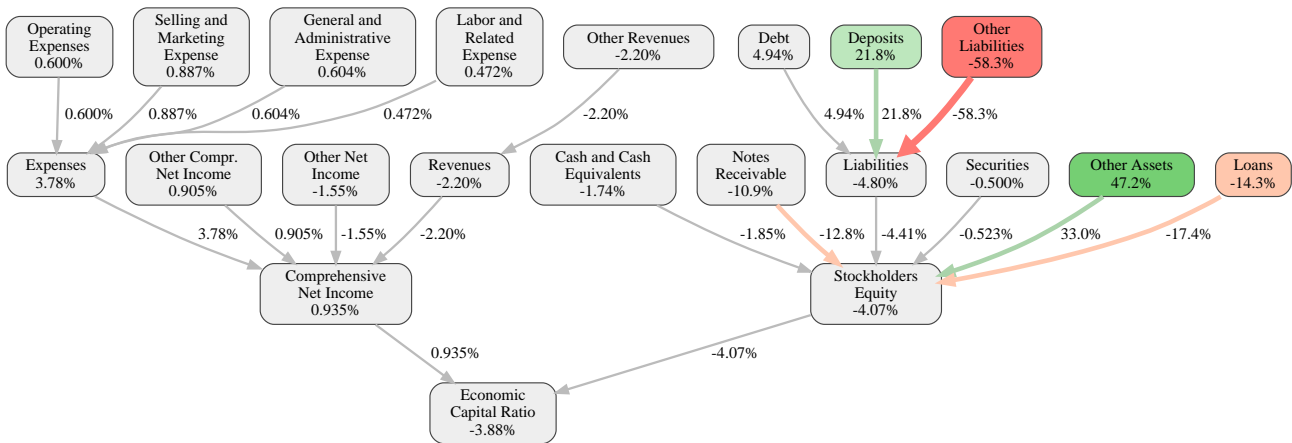 Operating
Expenses
0.600%
Selling and
Marketing
Expense
0.887%
General and
Administrative
Expense
0.604%
Labor and
Related
Expense
0.472%
Other Revenues
-2.20%
Debt
4.94%
Deposits
21.8%
Other
Liabilities
-58.3%
0.600%
0.887%
0.604%
0.472%
-2.20%
4.94%
21.8%
-58.3%
Expenses
3.78%
Other Compr.
Net Income
0.905%
Other Net
Income
-1.55%
Revenues
-2.20%
Cash and Cash
Equivalents
-1.74%
Notes
Receivable
-10.9%
Liabilities
-4.80%
Securities
-0.500%
Other Assets
47.2%
Loans
-14.3%
3.78%
0.905%
-1.55%
-2.20%
-1.85%
-12.8%
-4.41%
-0.523%
33.0%
-17.4%
Comprehensive
Net Income
0.935%
Stockholders
Equity
-4.07%
0.935%
-4.07%
Economic
Capital Ratio
-3.88%